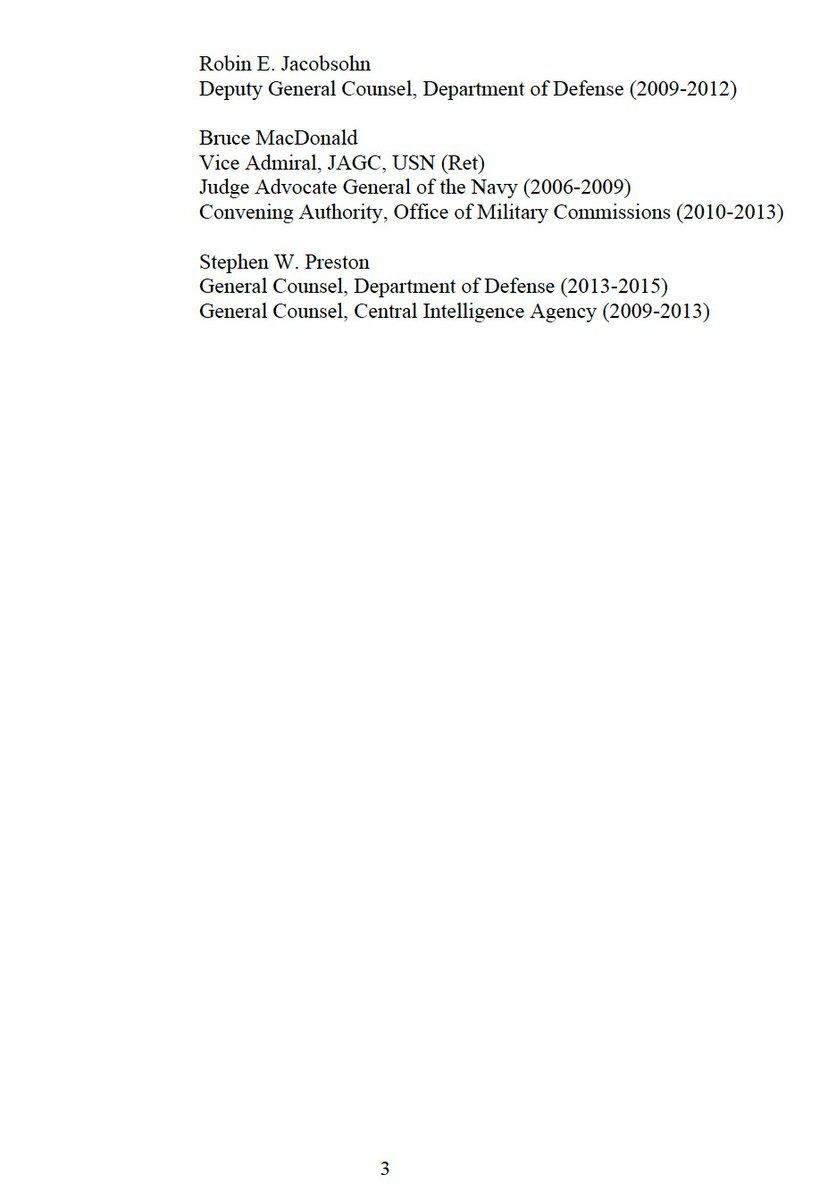 Robin E. Jacobsohn
Deputy General Counsel, Department of Defense (2009-2012)
Bruce MacDonald
Vice Admiral, JAGC, USN (Ret)
Judge Advocate General of the Navy (2006-2009)
Convening Authority, Office of Military Commissions (2010-2013)
Stephen W. Preston
General Counsel, Department of Defense (2013-2015)
General Counsel, Central Intelligence Agency (2009-2013)
3